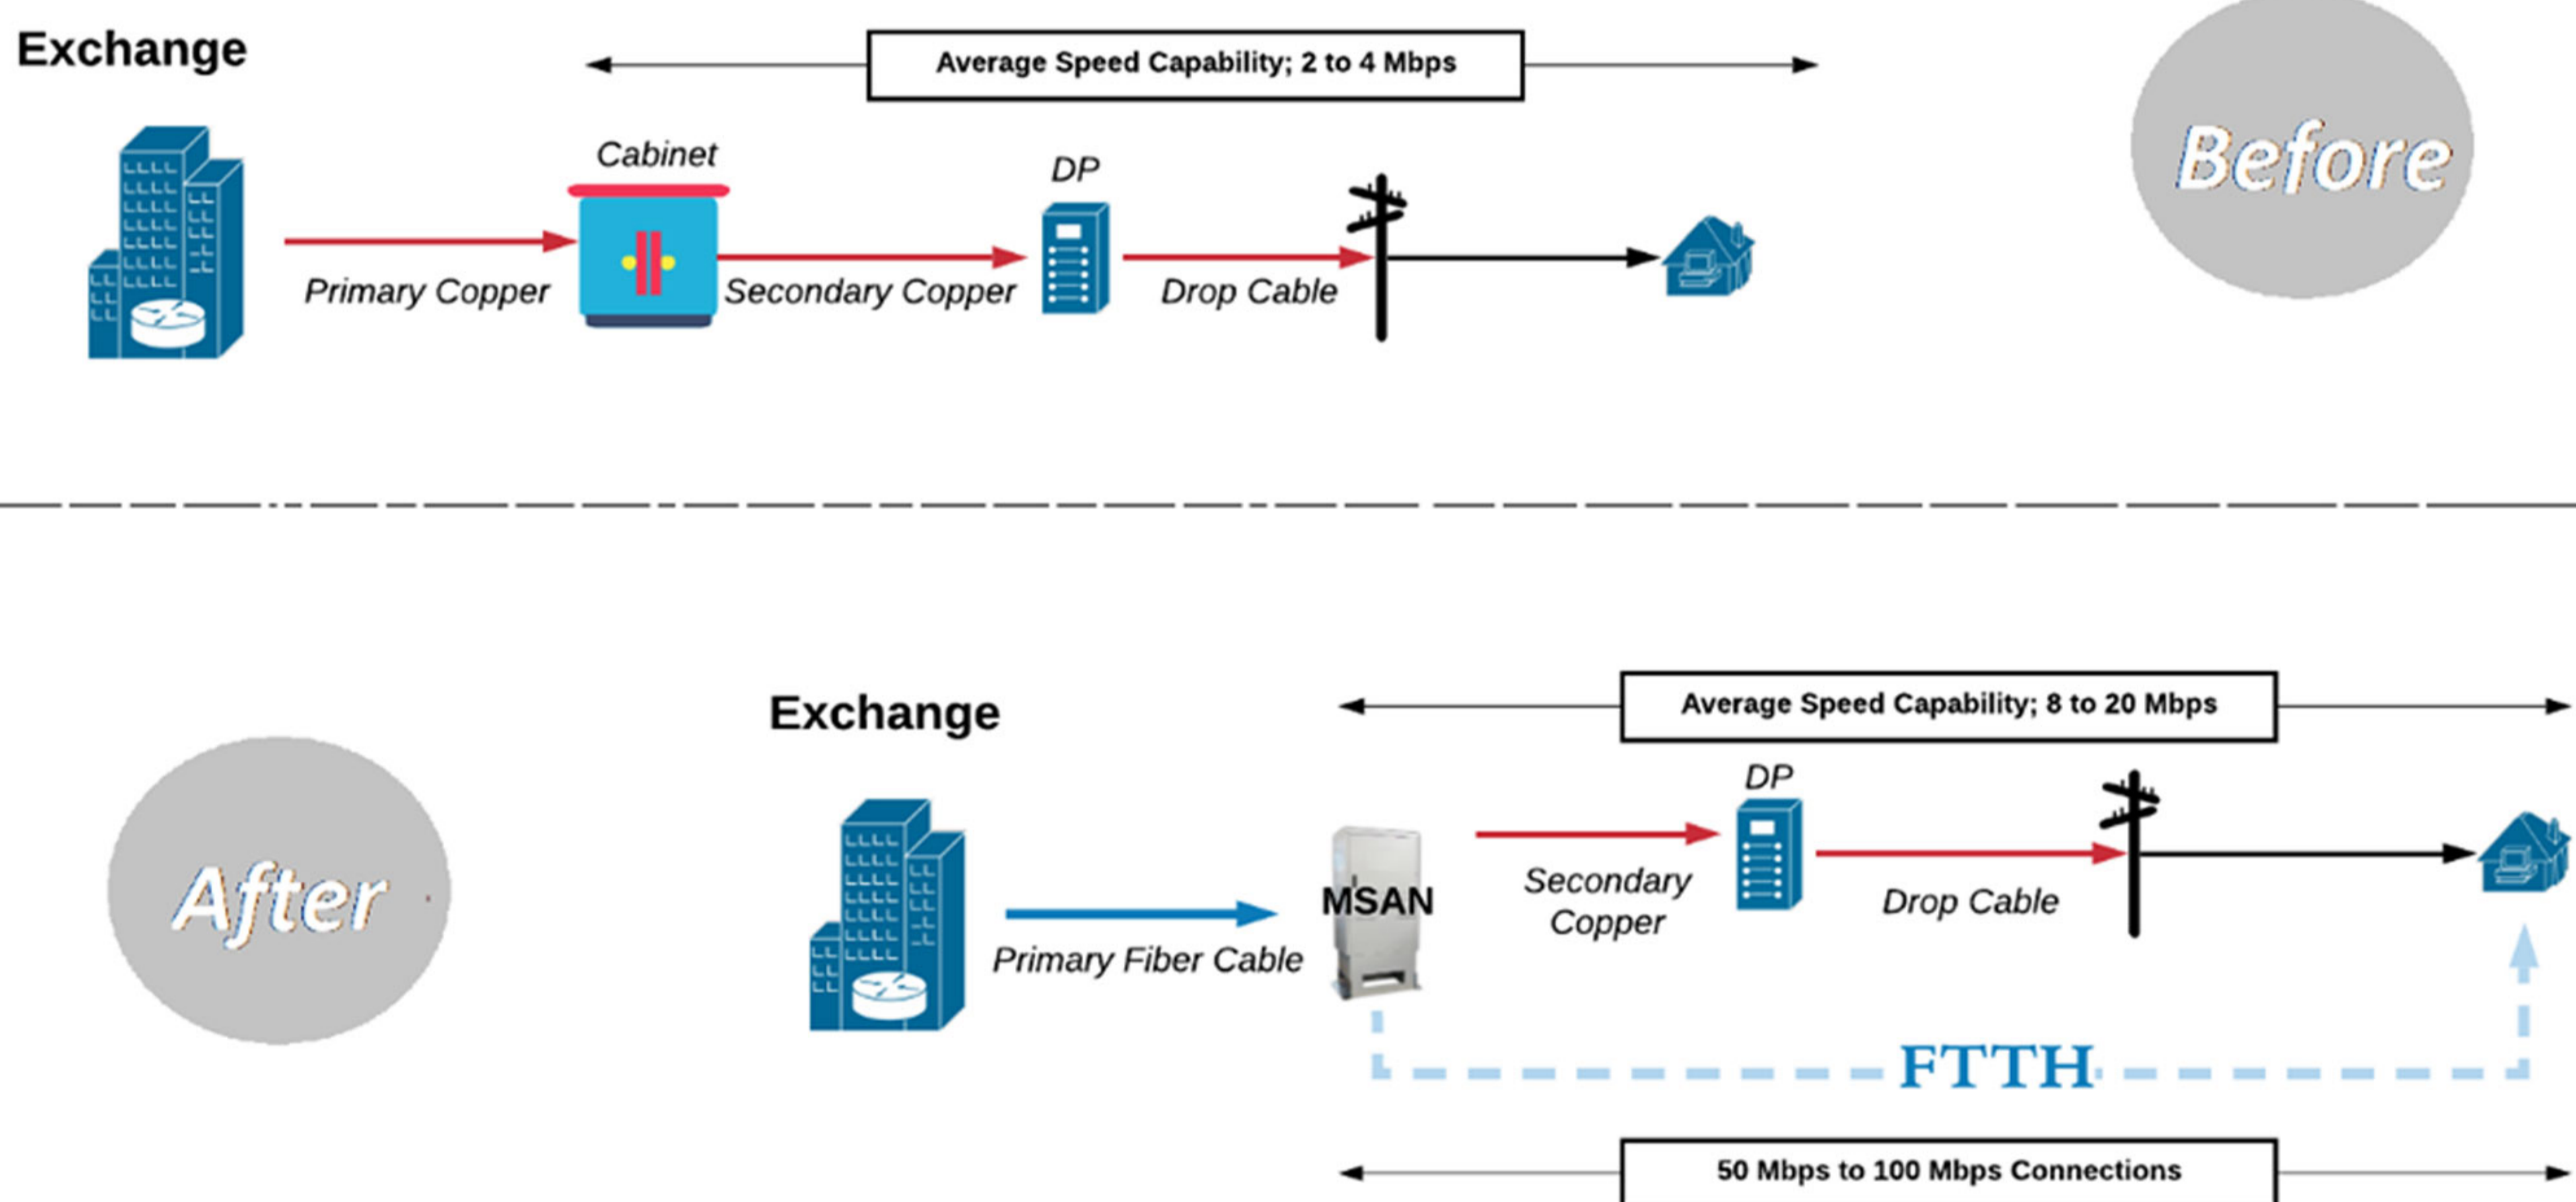 Exchange
Average Speed Capability; 2 to 4 Mbps
Before
Cabinet
DP
Primary Copper
Secondary Copper
Drop Cable
After
Exchange
Average Speed Capability; 8 to 20 Mbps
DP
MSAN
Secondary
Copper
Drop Cable
Primary Fiber Cable
FTTH
50 Mbps to 100 Mbps Connections